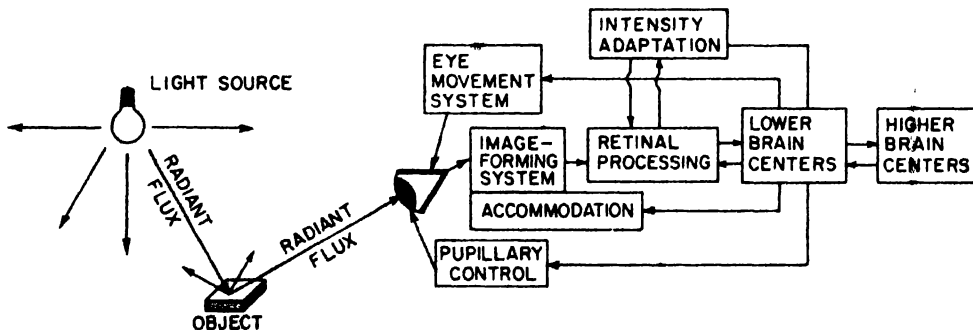 LIGHT SOURCE
RADIANT
FLUX
OBJECT
RADIANT
FLUX
EYE
MOVEMENT
SYSTEM
INTENSITY
ADAPTATION
IMAGE-
FORMING
SYSTEM
ACCOMMODATION
RETINAL
PROCESSING
LOWER
BRAIN
CENTERS
HIGHER
BRAIN
CENTERS
PUPILLARY
CONTROL